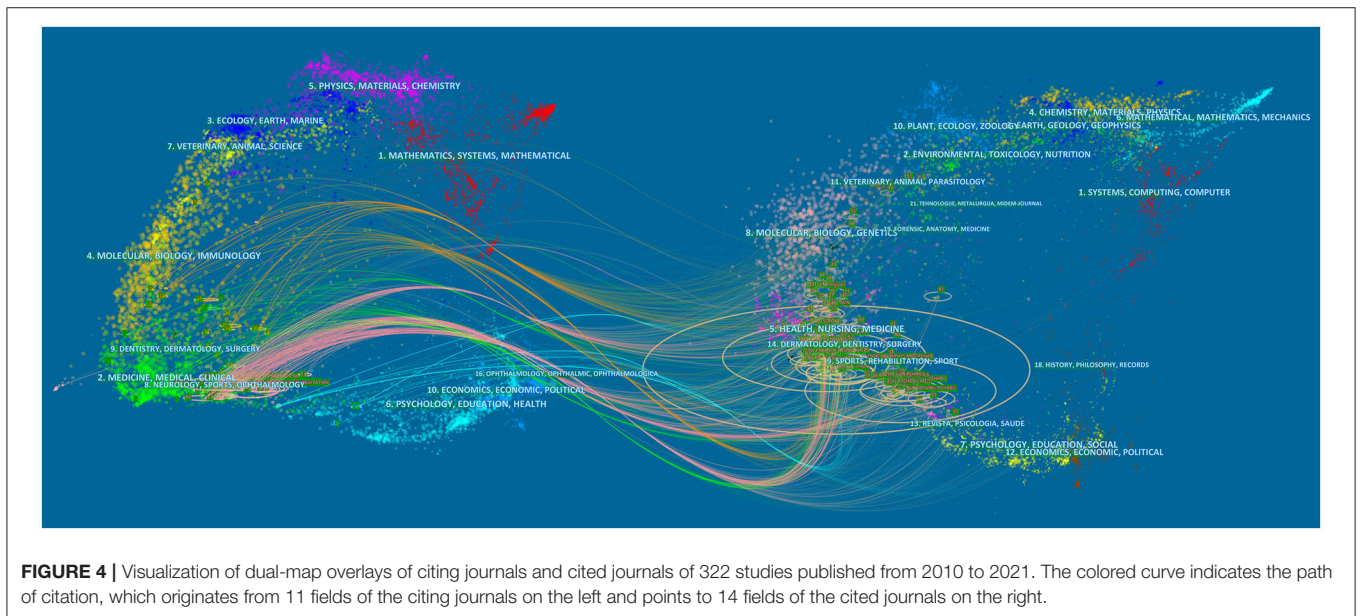 5. PHYSICS, MATERIALS, CHEMISTRY
3. ECOLOGY, EARTH, MARINE
7. VETERINARY, ANIMAL, SCIENCE
1. MATHEMATICS, SYSTEMS, MATHEMATICAL
4. MOLECULAR, BIOLOGY, IMMUNOLOGY
9. DENTISTRY, DERMATOLOGY, SURGERY
2. MEDICINE, MEDICAL, CLINICAL
8. NEUROLOGY, SPORTS, OPHTHALMOLOGY
16. OPHTHALMOLOGY, OPHTHALMIC, OPHTHALMOLOGICA
10. ECONOMICS, ECONOMIC, POLITICAL
6. PSYCHOLOGY, EDUCATION, HEALTH
4. CHEMISTRY, MATERIALS, PHYSICS
6. MATHEMATICAL, MATHEMATICS, MECHANICS
10. PLANT, ECOLOGY, ZOOLOGY
EARTH, GEOLOGY, GEOPHYSICS
2. ENVIRONMENTAL, TOXICOLOGY, NUTRITION
11. VETERINARY, ANIMAL, PARASITOLOGY
1. SYSTEMS, COMPUTING, COMPUTER
21. TEHNOLOGIJE, METALURGIJA, MIDEM-JOURNAL
8. MOLECULAR, BIOLOGY, GENETICS
FORENSIC, ANATOMY, MEDICINE
5. HEALTH, NURSING, MEDICINE
14. DERMATOLOGY, DENTISTRY, SURGERY
SPORTS, REHABILITATION, SPORT
18. HISTORY, PHILOSOPHY, RECORDS
13. REVISTA, PSICOLOGIA, SAUDE
7. PSYCHOLOGY, EDUCATION, SOCIAL
12. ECONOMICS, ECONOMIC, POLITICAL
FIGURE 4 | Visualization of dual-map overlays of citing journals and cited journals of 322 studies published from 2010 to 2021. The colored curve indicates the path
of citation, which originates from 11 fields of the citing journals on the left and points to 14 fields of the cited journals on the right.